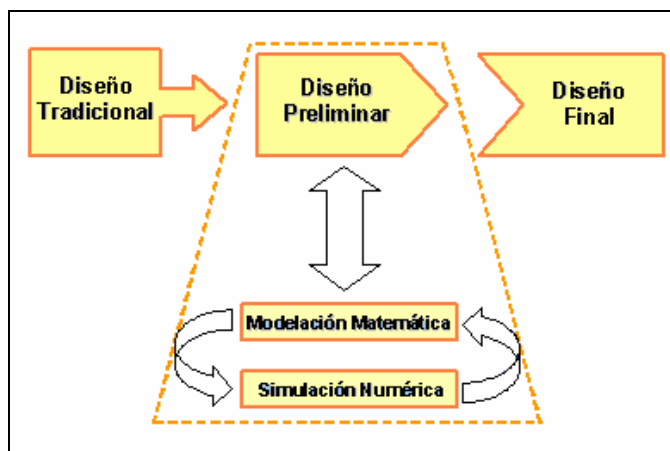 Diseño
Tradicional
Diseño
Preliminar
Diseño
Final
Modelación Matemática
Simulación Numérica